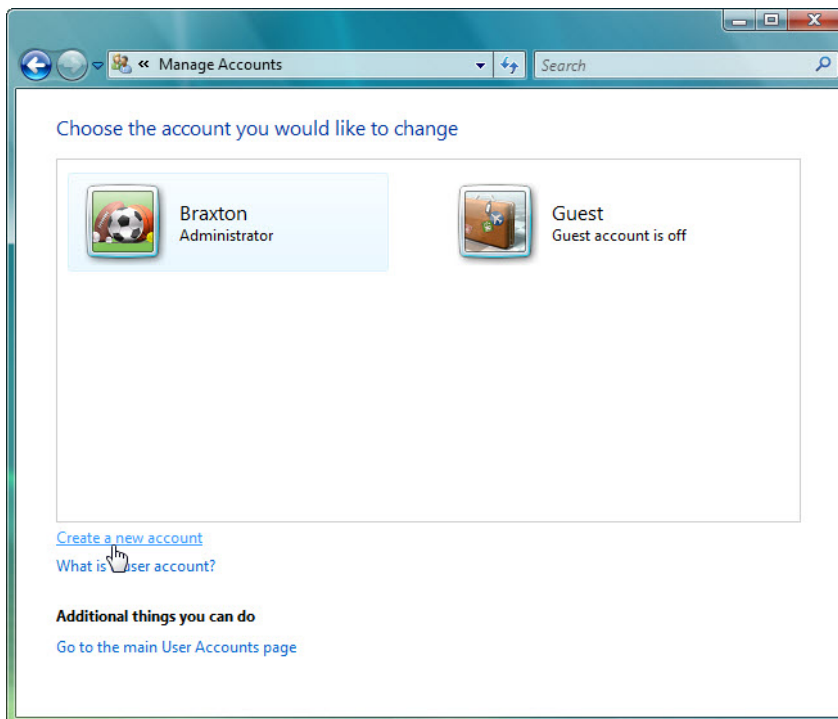 « Manage Accounts
Search
Choose the account you would like to change
Braxton
Administrator
Guest
Guest account is off
Create a new account
What is user account?
Additional things you can do
Go to the main User Accounts page